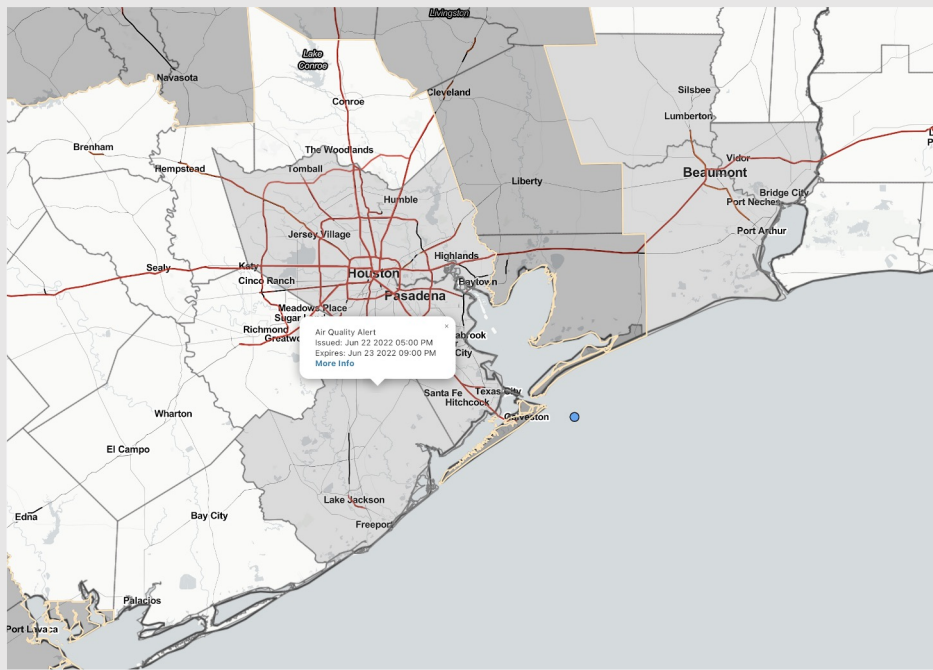 Livingston
Lake
Conroe
Navasota
Silsbee
Conroe
Cleveland
Lumberton
Brenham
The Woodlands
Vidor
Hempstead
Tomball
Beaumont
Liberty
Humble
Bridge City
Port Neches
Jersey Village
Port Arthur
Highlands
Sealy
Katy
Houston
Cinco Ranch
Baytown
Pasadena
Meadows Place
Sugar
Richmond
×
Air Quality Alert
Issued: Jun 22 2022 05:00 PM
Expires: Jun 23 2022 09:00 PM
More Info
City
Santa Fe
Texas City
Hitchcock
Galveston
Wharton
El Campo
Lake Jackson
Edna
Bay City
Freeport
Palacios
Port Lavaca